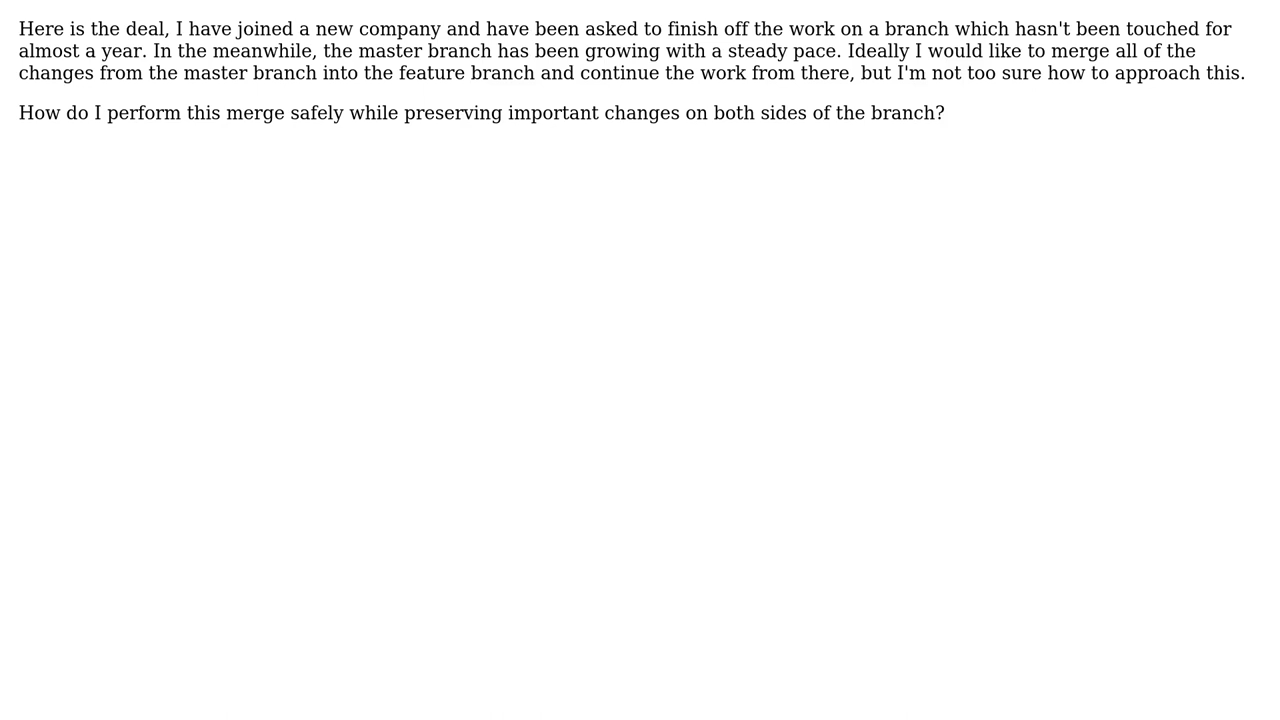 Here is the deal, I have joined a new company and have been asked to finish off the work on a branch which hasn't been touched for
almost a year. In the meanwhile, the master branch has been growing with a steady pace. Ideally I would like to merge all of the
changes from the master branch into the feature branch and continue the work from there, but I'm not too sure how to approach this.
How do I perform this merge safely while preserving important changes on both sides of the branch?